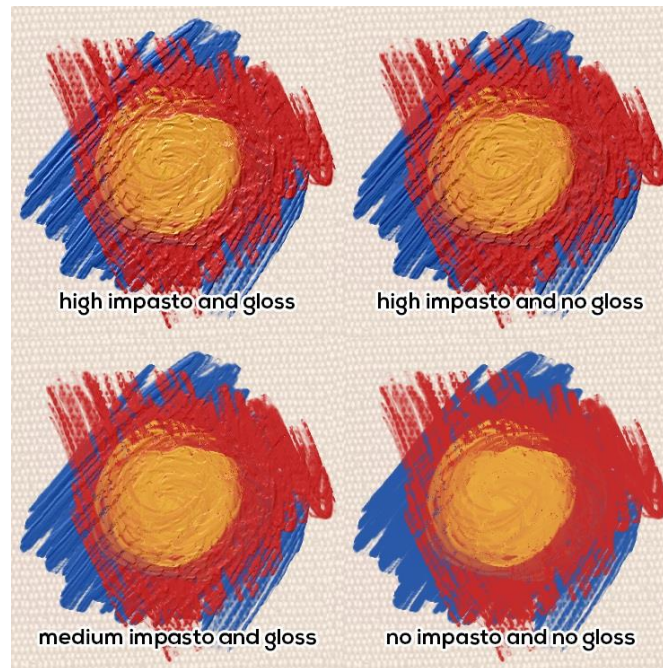 high impasto and gloss
high impasto and no gloss
medium impasto and gloss
no impasto and no gloss